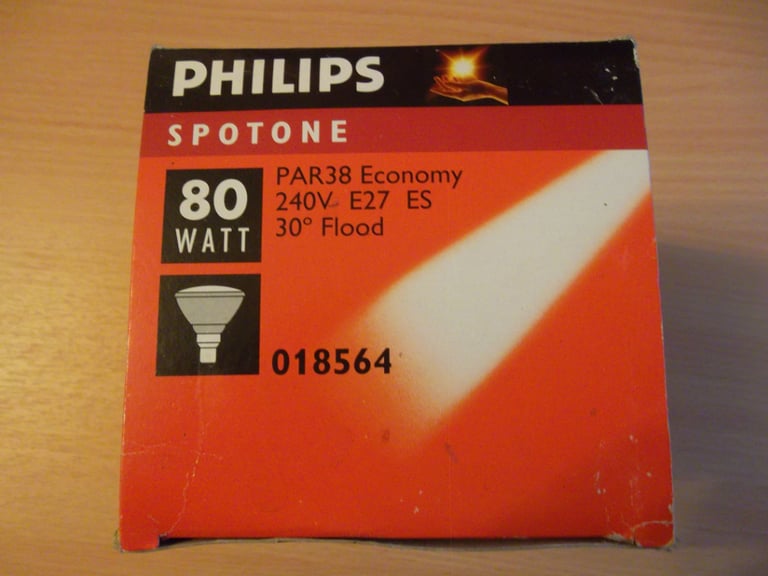 PHILIPS
SPOTONE
80
WATT
PAR38 Economy
240V E27 ES
30° Flood
018564